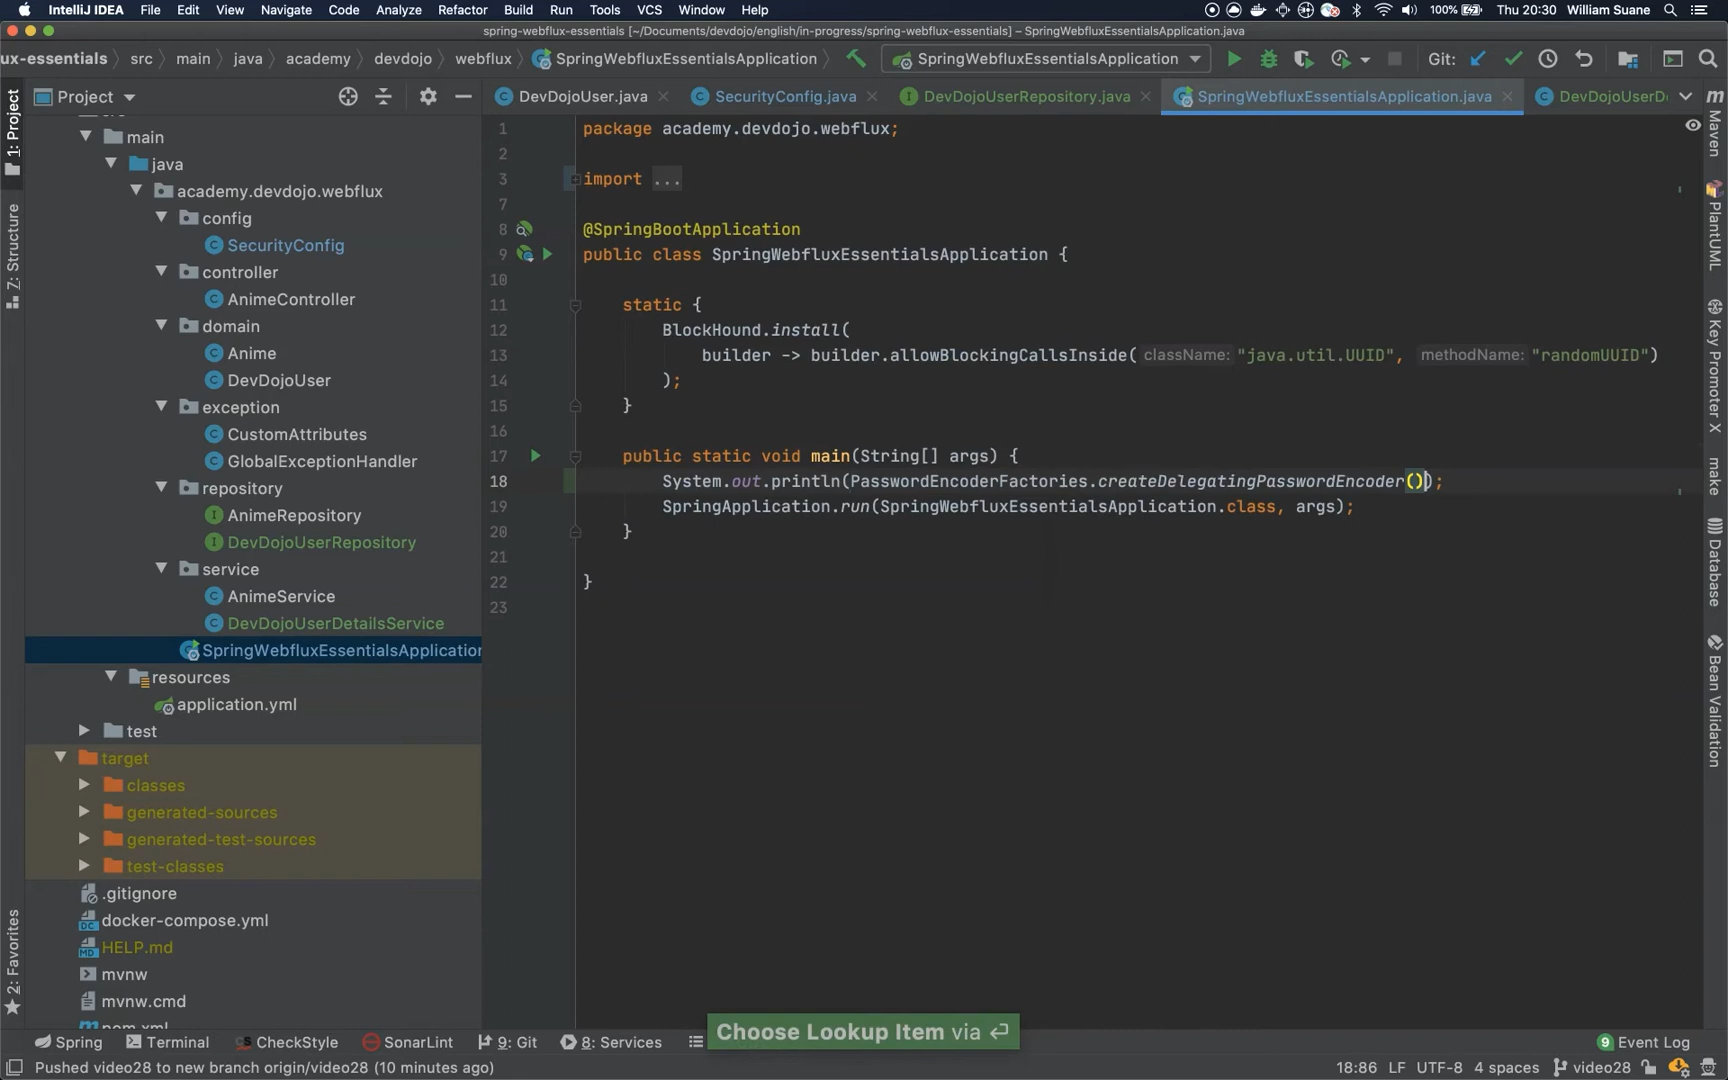 IntelliJ IDEA File Edit View Navigate Code Analyze Refactor Build Run Tools VCS Window Help 100% Thu 20:30 William Suane
spring-webflux-essentials [~/Documents/devdojo/english/in-progress/spring-webflux-essentials] – SpringWebfluxEssentialsApplication.java
ux-essentials src main java academy devdojo webflux SpringWebfluxEssentialsApplication SpringWebfluxEssentialsApplication Git:
Project DevDojoUser.java SecurityConfig.java DevDojoUserRepository.java SpringWebfluxEssentialsApplication.java DevDojoUserD
1: Project
7: Structure
2: Favorites
main
java
academy.devdojo.webflux
config
SecurityConfig
controller
AnimeController
domain
Anime
DevDojoUser
exception
CustomAttributes
GlobalExceptionHandler
repository
AnimeRepository
DevDojoUserRepository
service
AnimeService
DevDojoUserDetailsService
SpringWebfluxEssentialsApplication
resources
application.yml
test
target
classes
generated-sources
generated-test-sources
test-classes
.gitignore
docker-compose.yml
HELP.md
mvnw
mvnw.cmd
pom.xml
1 package academy.devdojo.webflux;
2
3 import ...
7
8 @SpringBootApplication
9 public class SpringWebfluxEssentialsApplication {
10
11 static {
12 BlockHound.install(
13 builder -> builder.allowBlockingCallsInside( className: "java.util.UUID", methodName: "randomUUID")
14 );
15 }
16
17 public static void main(String[] args) {
18 System.out.println(PasswordEncoderFactories.createDelegatingPasswordEncoder());
19 SpringApplication.run(SpringWebfluxEssentialsApplication.class, args);
20 }
21
22 }
23
Maven
PlantUML
Key Promoter X
make
Database
Bean Validation
Choose Lookup Item via ⏎
Spring Terminal CheckStyle SonarLint 9: Git 8: Services 9 Event Log
Pushed video28 to new branch origin/video28 (10 minutes ago) 18:86 LF UTF-8 4 spaces video28